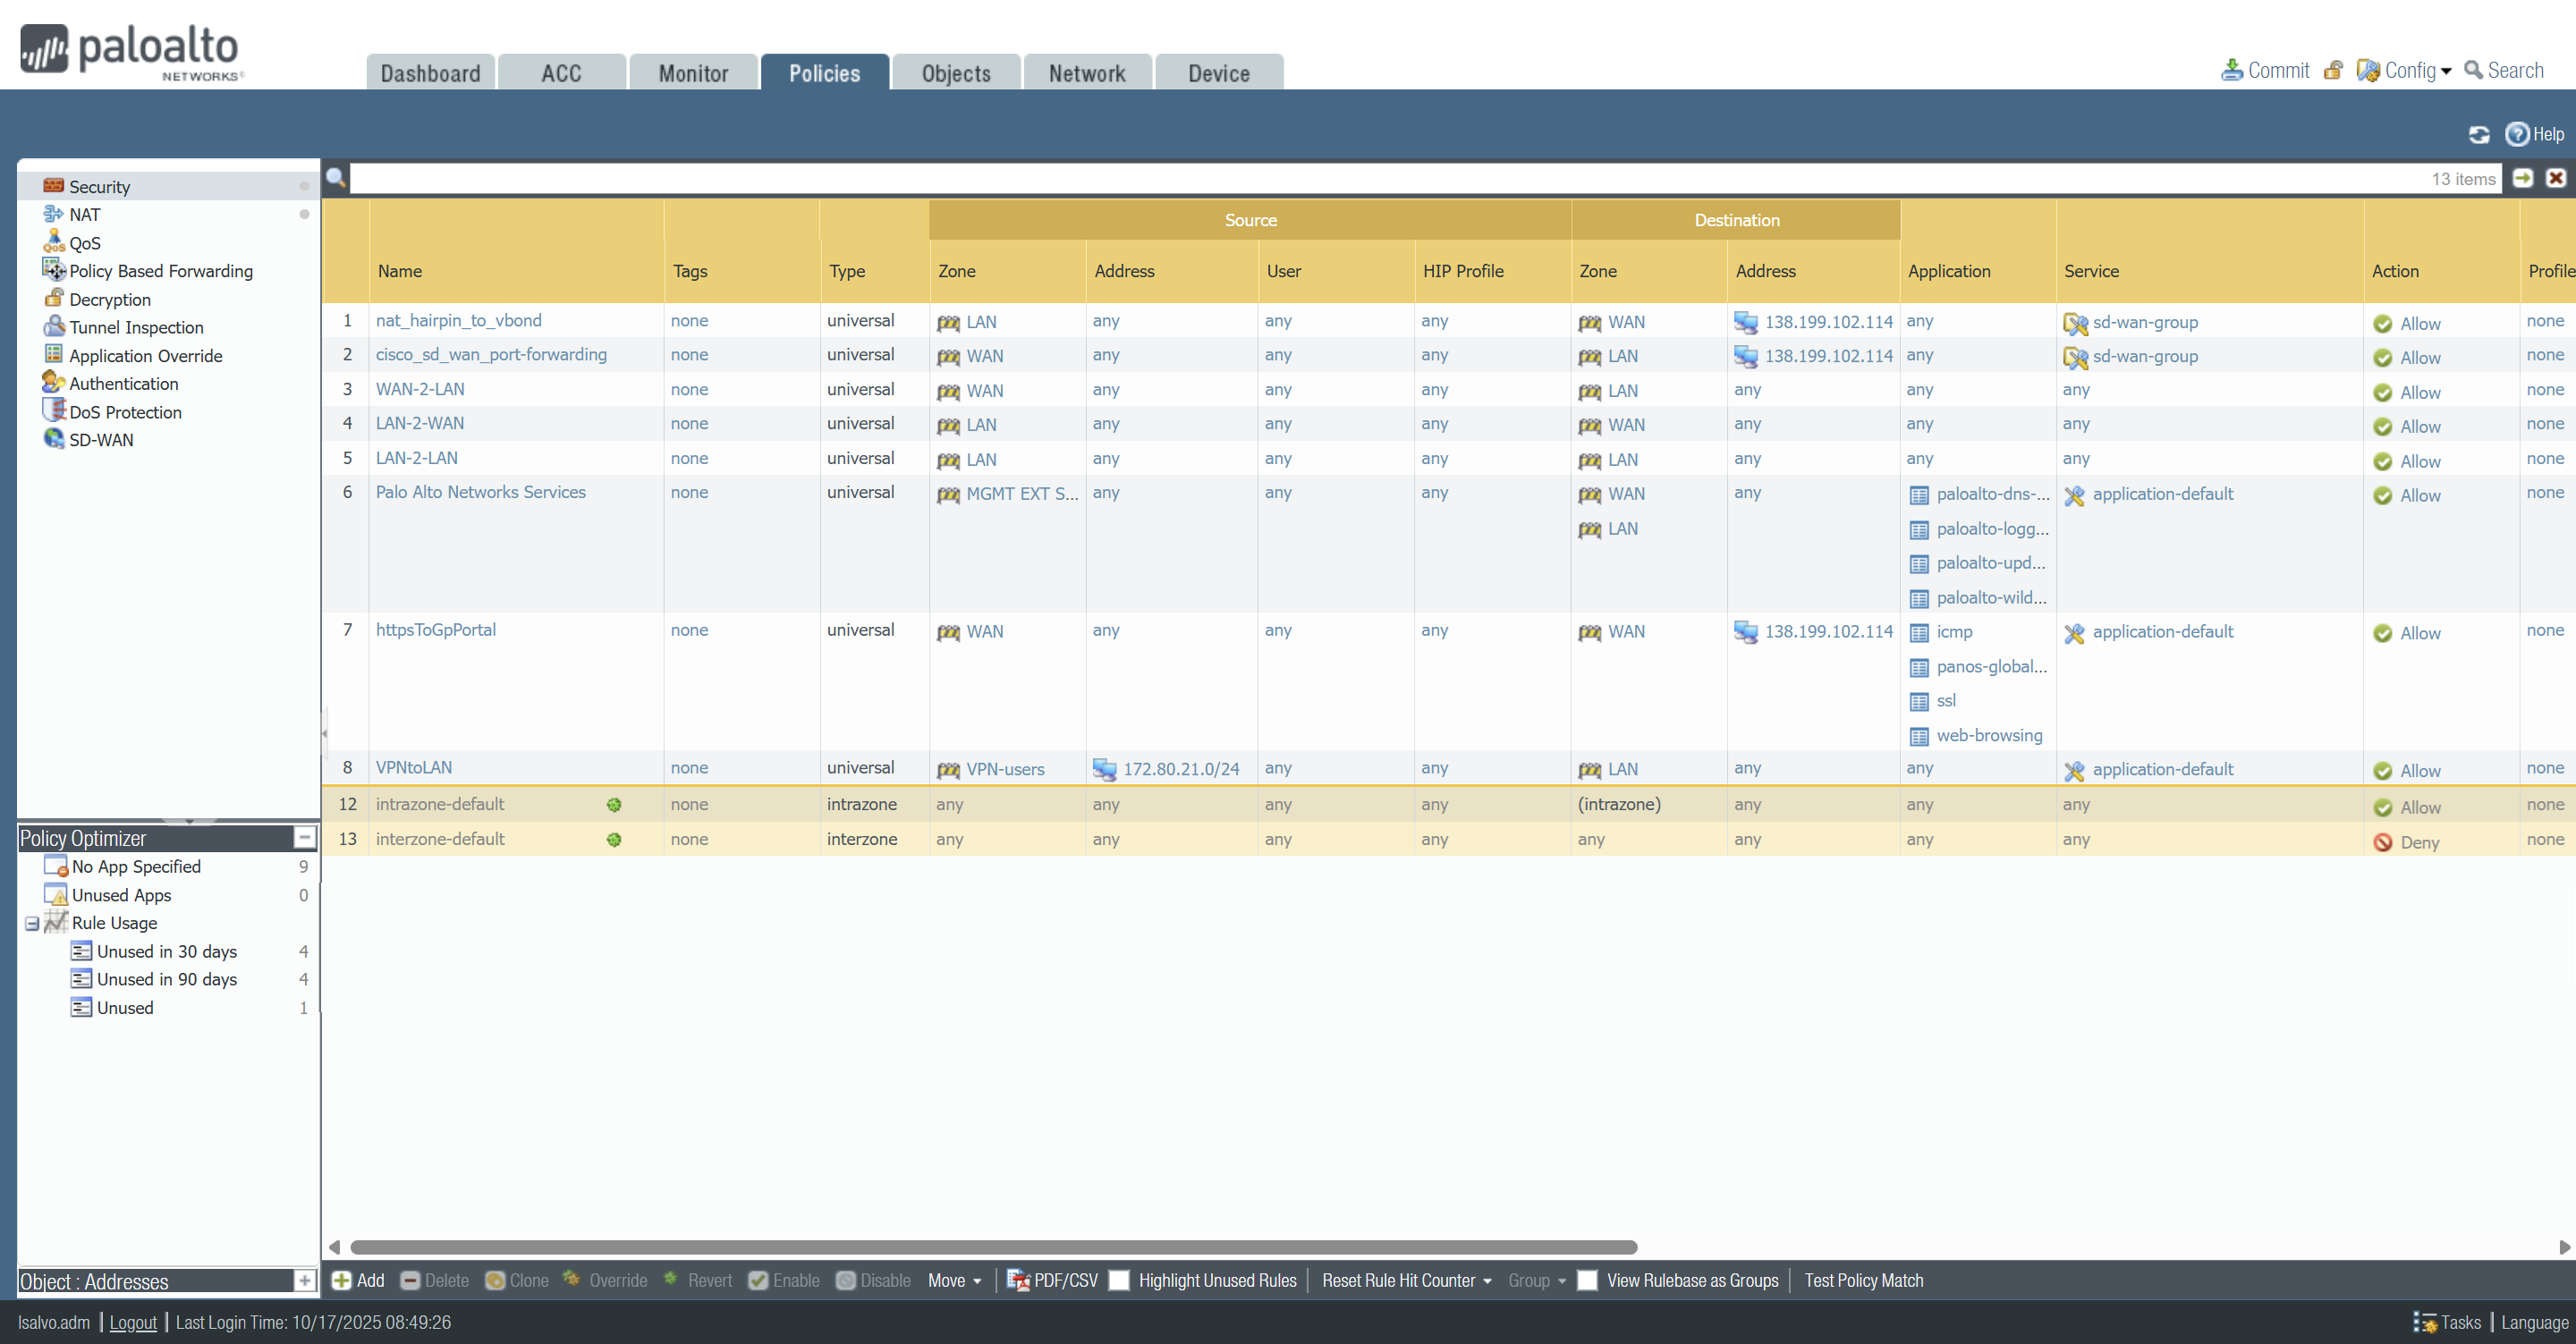 paloalto
NETWORKS
Dashboard ACC Monitor Policies Objects Network Device
Commit Config Search
Help
13 items
Security
NAT
QoS
Policy Based Forwarding
Decryption
Tunnel Inspection
Application Override
Authentication
DoS Protection
SD-WAN
Source Destination
Name Tags Type Zone Address User HIP Profile Zone Address Application Service Action Profile
1 nat_hairpin_to_vbond none universal LAN any any any WAN 138.199.102.114 any sd-wan-group Allow none
2 cisco_sd_wan_port-forwarding none universal WAN any any any LAN 138.199.102.114 any sd-wan-group Allow none
3 WAN-2-LAN none universal WAN any any any LAN any any any Allow none
4 LAN-2-WAN none universal LAN any any any WAN any any any Allow none
5 LAN-2-LAN none universal LAN any any any LAN any any any Allow none
6 Palo Alto Networks Services none universal MGMT EXT S... any any any WAN any paloalto-dns-... application-default Allow none
LAN paloalto-logg...
paloalto-upd...
paloalto-wild...
7 httpsToGpPortal none universal WAN any any any WAN 138.199.102.114 icmp application-default Allow none
panos-global...
ssl
web-browsing
8 VPNtoLAN none universal VPN-users 172.80.21.0/24 any any LAN any any application-default Allow none
12 intrazone-default none intrazone any any any any (intrazone) any any any Allow none
13 interzone-default none interzone any any any any any any any any Deny none
Policy Optimizer
No App Specified 9
Unused Apps 0
Rule Usage
Unused in 30 days 4
Unused in 90 days 4
Unused 1
Object : Addresses
Add Delete Clone Override Revert Enable Disable Move PDF/CSV Highlight Unused Rules Reset Rule Hit Counter Group View Rulebase as Groups Test Policy Match
lsalvo.adm | Logout | Last Login Time: 10/17/2025 08:49:26
Tasks | Language